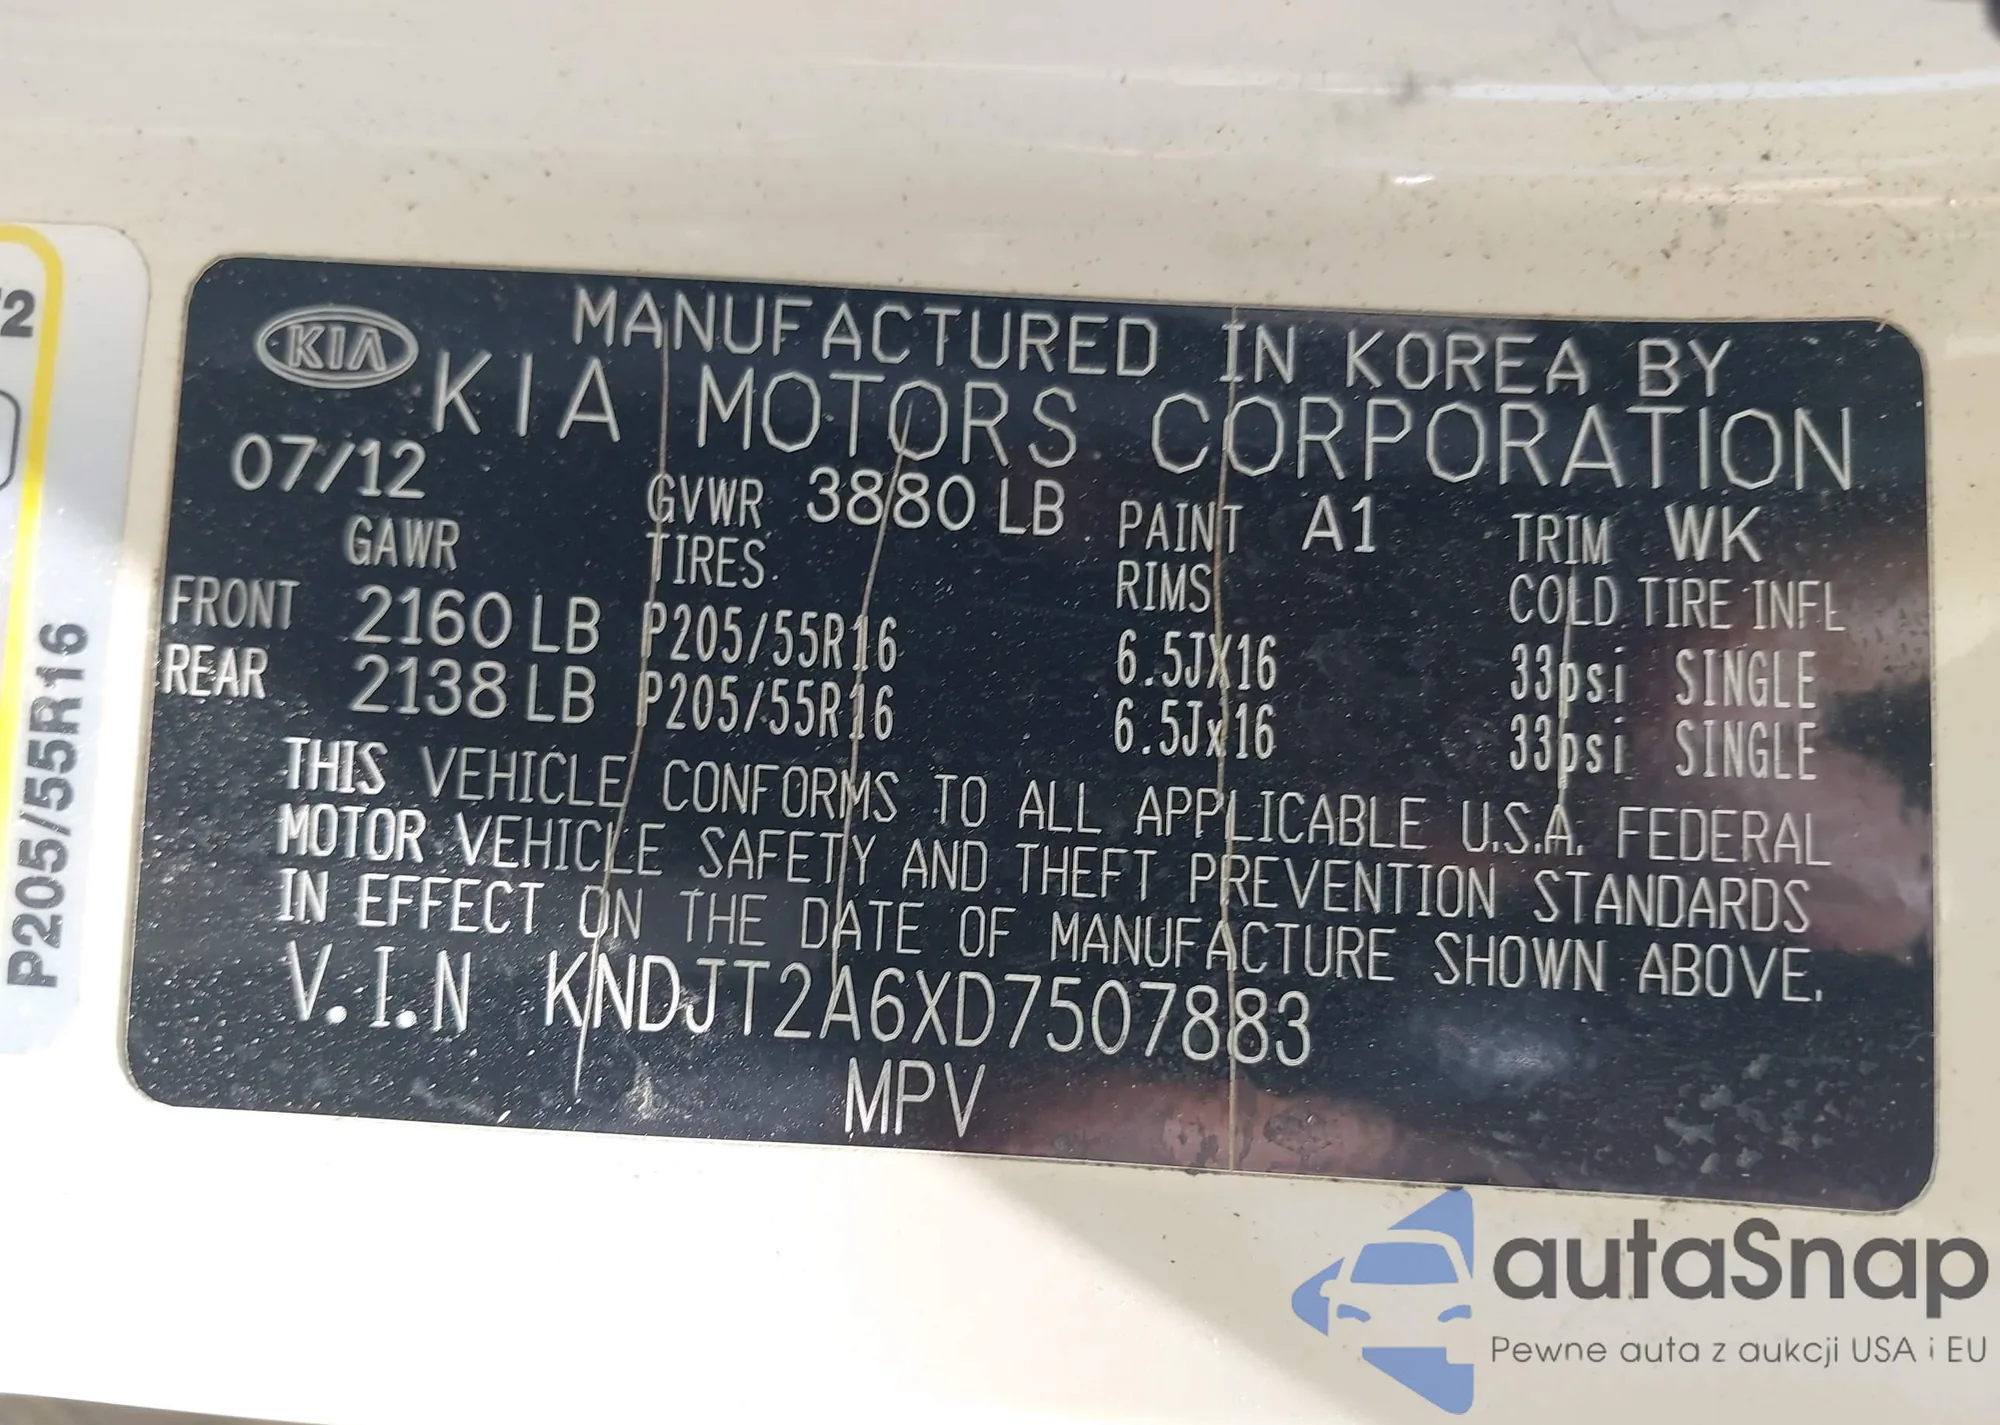 KIA
MANUFACTURED IN KOREA BY
KIA MOTORS CORPORATION
07/12 GVWR 3880 LB PAINT A1 TRIM WK
GAWR TIRES RIMS COLD TIRE INFL
FRONT 2160 LB P205/55R16 6.5JX16 33psi SINGLE
REAR 2138 LB P205/55R16 6.5Jx16 33psi SINGLE
THIS VEHICLE CONFORMS TO ALL APPLICABLE U.S.A. FEDERAL
MOTOR VEHICLE SAFETY AND THEFT PREVENTION STANDARDS
IN EFFECT ON THE DATE OF MANUFACTURE SHOWN ABOVE.
V.I.N KNDJT2A6XD7507883
MPV
P205/55R16
autaSnap
Pewne auta z aukcji USA i EU